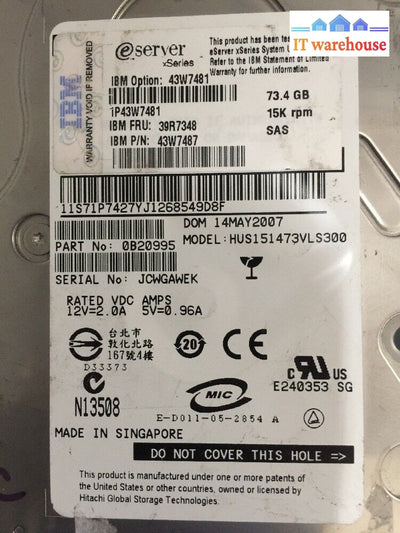 IT warehouse
WARRANTY VOID IF REMOVED
IBM
eserver
xSeries
This product has been tes
eServer xSeries System U
Refer to the IBM Statement of Limited
Warranty for further information.
IBM Option: 43W7481
1P43W7481
IBM FRU: 39R7348
IBM P/N: 43W7487
73.4 GB
15K rpm
SAS
11S71P7427YJ1268549D8F
DOM 14MAY2007
PART No: 0B20995
MODEL:HUS151473VLS300
SERIAL No: JCWGAWEK
RATED VDC AMPS
12V=2.0A 5V=0.96A
台北市
敦化北路
167號4樓
D33373
20
CE
c RU US
E240353 SG
N13508
MIC
E-D011-05-2854 A
MADE IN SINGAPORE
DO NOT COVER THIS HOLE =>
This product is manufactured under one or more patents of
the United States or other countries, owned or licensed by
Hitachi Global Storage Technologies.